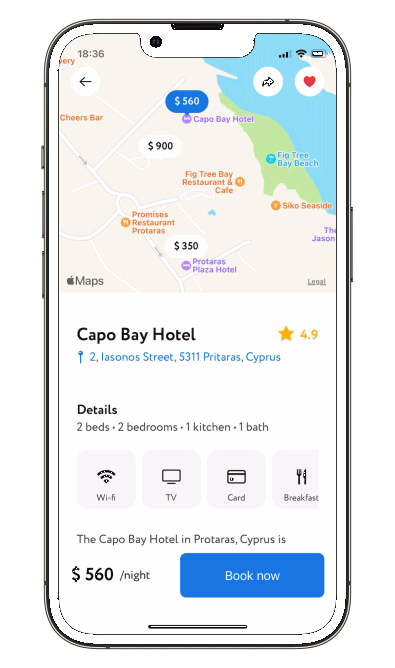 18:36
ery
$ 560
Capo Bay Hotel
Cheers Bar
$ 900
Fig Tree
Bay Beach
Fig Tree Bay
Restaurant &
Cafe
Siko Seaside
Promises
Restaurant
Protaras
The
Jason
$ 350
Protaras
Plaza Hotel
Maps
Legal
Capo Bay Hotel
4.9
2, Iasonos Street, 5311 Pritaras, Cyprus
Details
2 beds • 2 bedrooms • 1 kitchen • 1 bath
Wi-fi
TV
Card
Breakfast
The Capo Bay Hotel in Protaras, Cyprus is
$ 560 /night
Book now